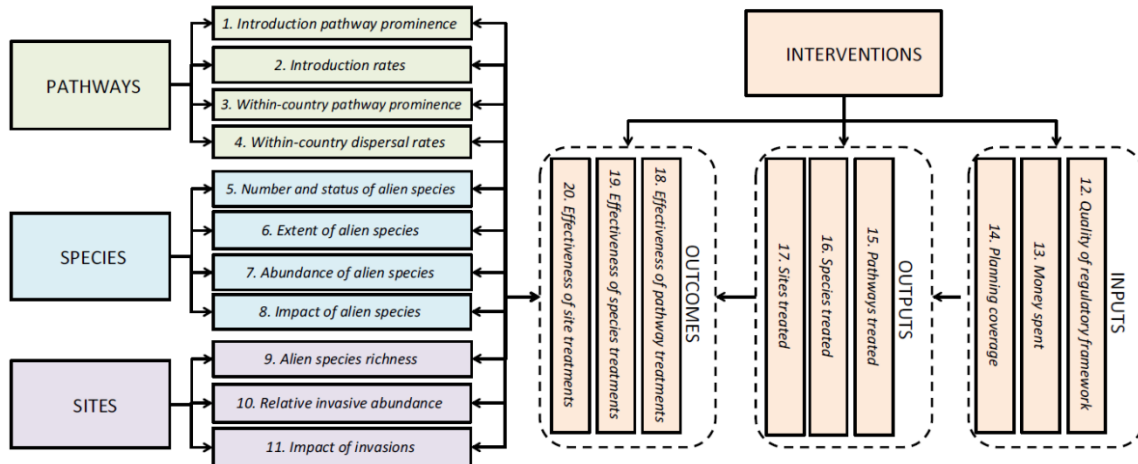 PATHWAYS
1. Introduction pathway prominence
2. Introduction rates
3. Within-country pathway prominence
4. Within-country dispersal rates
SPECIES
5. Number and status of alien species
6. Extent of alien species
7. Abundance of alien species
8. Impact of alien species
SITES
9. Alien species richness
10. Relative invasive abundance
11. Impact of invasions
INTERVENTIONS
INPUTS
12. Quality of regulatory framework
13. Money spent
14. Planning coverage
OUTPUTS
15. Pathways treated
16. Species treated
17. Sites treated
OUTCOMES
18. Effectiveness of pathway treatments
19. Effectiveness of species treatments
20. Effectiveness of site treatments